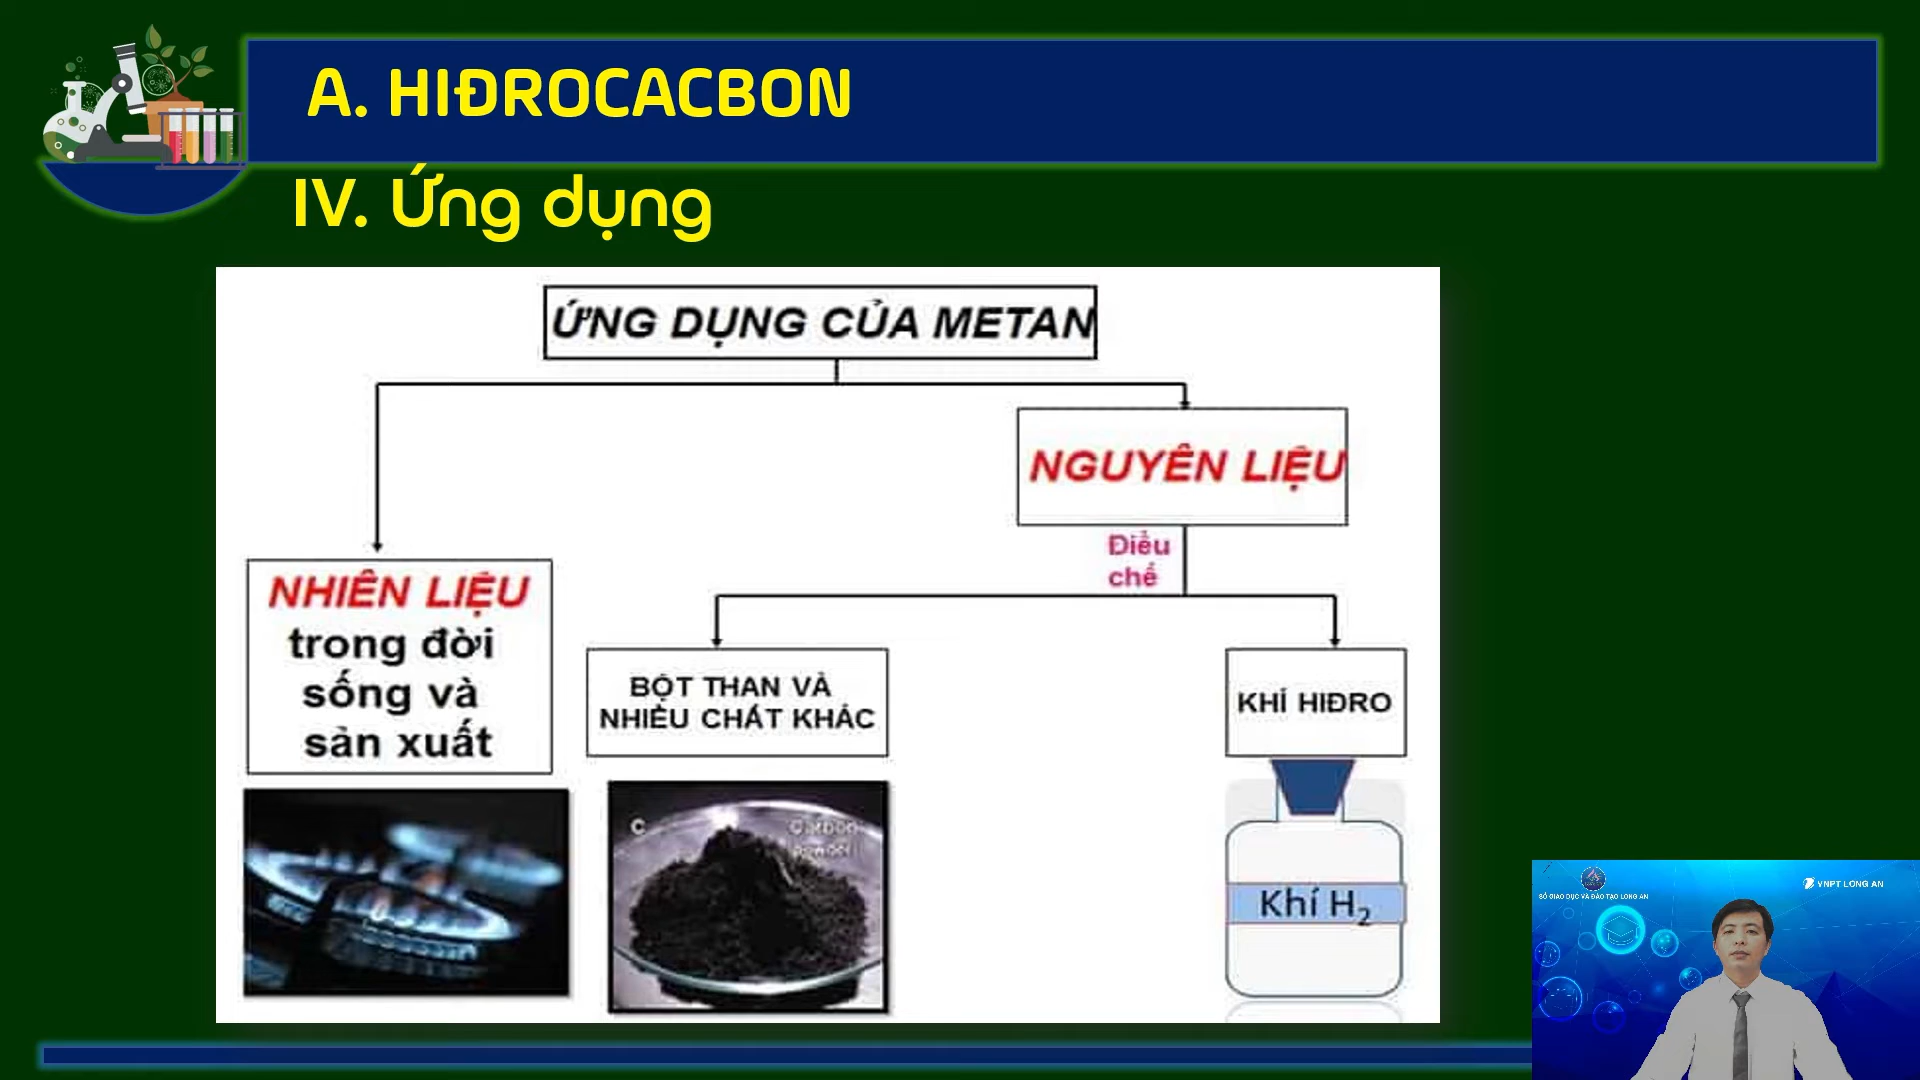 A. HIĐROCACBON
IV. Ứng dụng
ỨNG DỤNG CỦA METAN
NGUYÊN LIỆU
Điều
chế
NHIÊN LIỆU
trong đời
sống và
sản xuất
BỘT THAN VÀ
NHIỀU CHẤT KHÁC
KHÍ HIĐRO
C
Carbon
powder
Khí H₂
SỞ GIÁO DỤC VÀ ĐÀO TẠO LONG AN
VNPT LONG AN